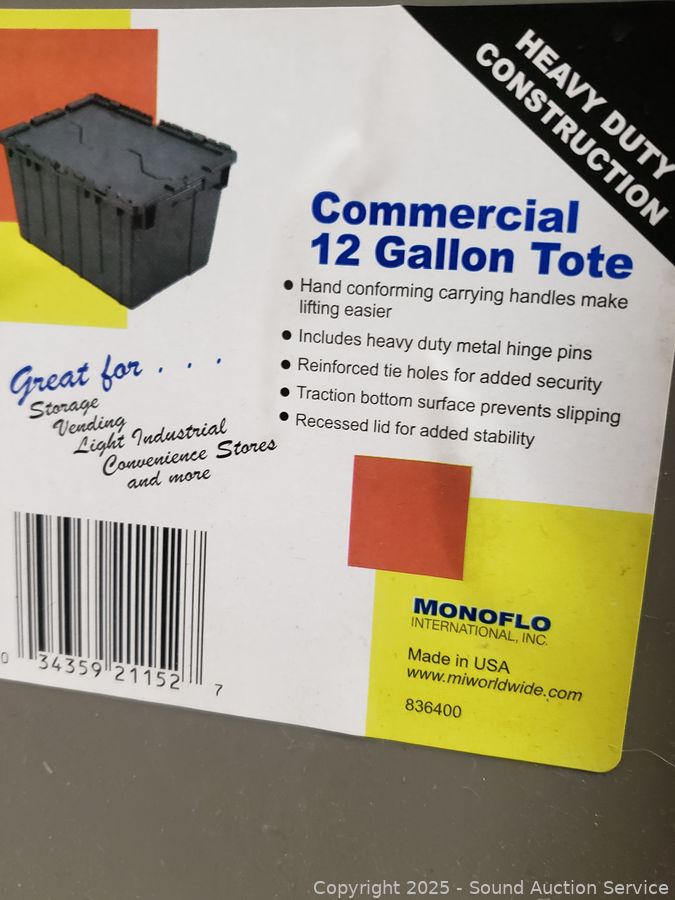 HEAVY DUTY
CONSTRUCTION
Commercial
12 Gallon Tote
• Hand conforming carrying handles make
lifting easier
• Includes heavy duty metal hinge pins
• Reinforced tie holes for added security
• Traction bottom surface prevents slipping
• Recessed lid for added stability
Great for . . .
Storage
Vending
Light Industrial
Convenience Stores
and more
0 34359 21152 7
MONOFLO
INTERNATIONAL, INC.
Made in USA
www.miworldwide.com
836400
Copyright 2025 - Sound Auction Service